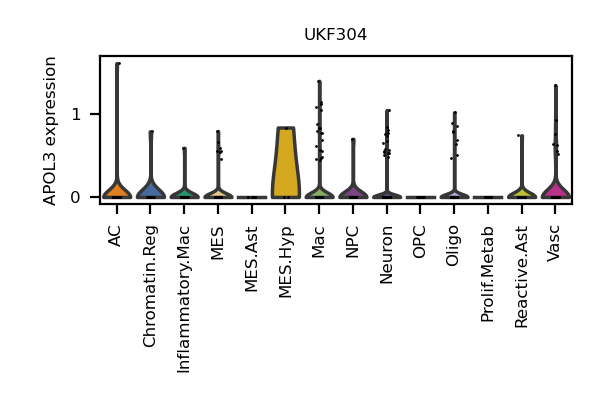 UKF304
APOL3 expression
1
0
AC
Chromatin.Reg
Inflammatory.Mac
MES
MES.Ast
MES.Hyp
Mac
NPC
Neuron
OPC
Oligo
Prolif.Metab
Reactive.Ast
Vasc